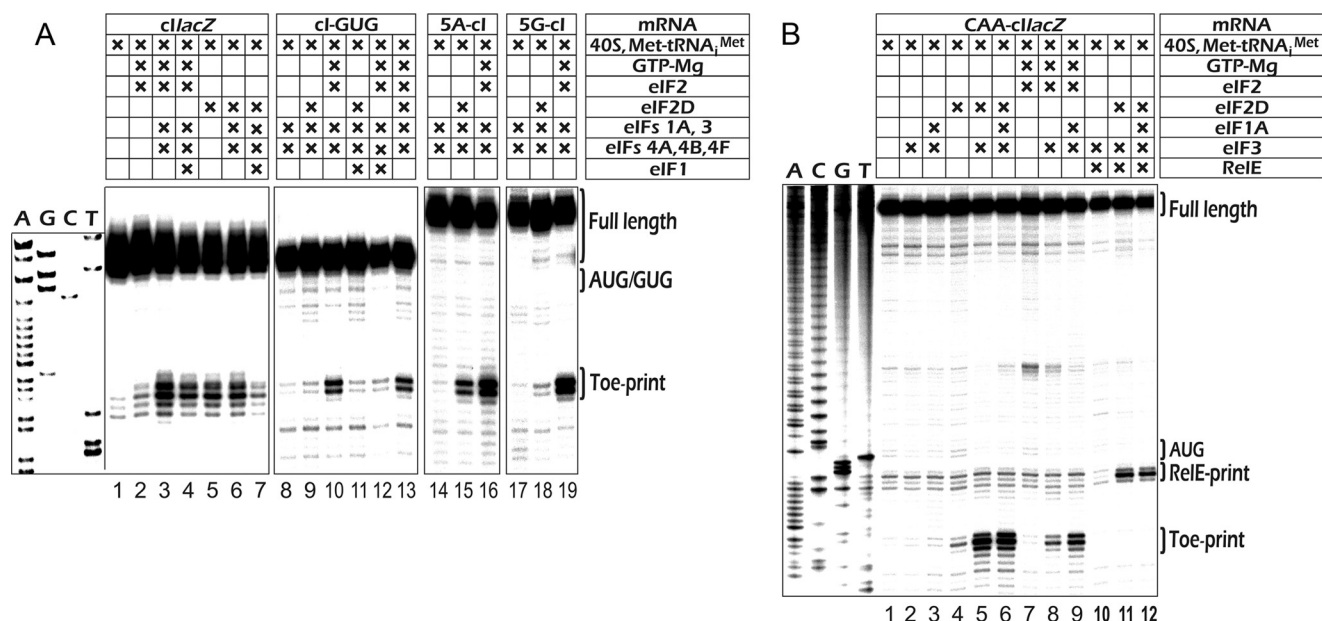 A
cIlacZ cI-GUG 5A-cI 5G-cI mRNA
40S, Met-tRNAiMet
GTP-Mg
eIF2
eIF2D
eIFs 1A, 3
eIFs 4A,4B,4F
eIF1
A G C T
Full length
AUG/GUG
Toe-print
1 2 3 4 5 6 7 8 9 10 11 12 13 14 15 16 17 18 19
B
CAA-cIlacZ mRNA
40S, Met-tRNAiMet
GTP-Mg
eIF2
eIF2D
eIF1A
eIF3
RelE
A C G T
Full length
AUG
RelE-print
Toe-print
1 2 3 4 5 6 7 8 9 10 11 12